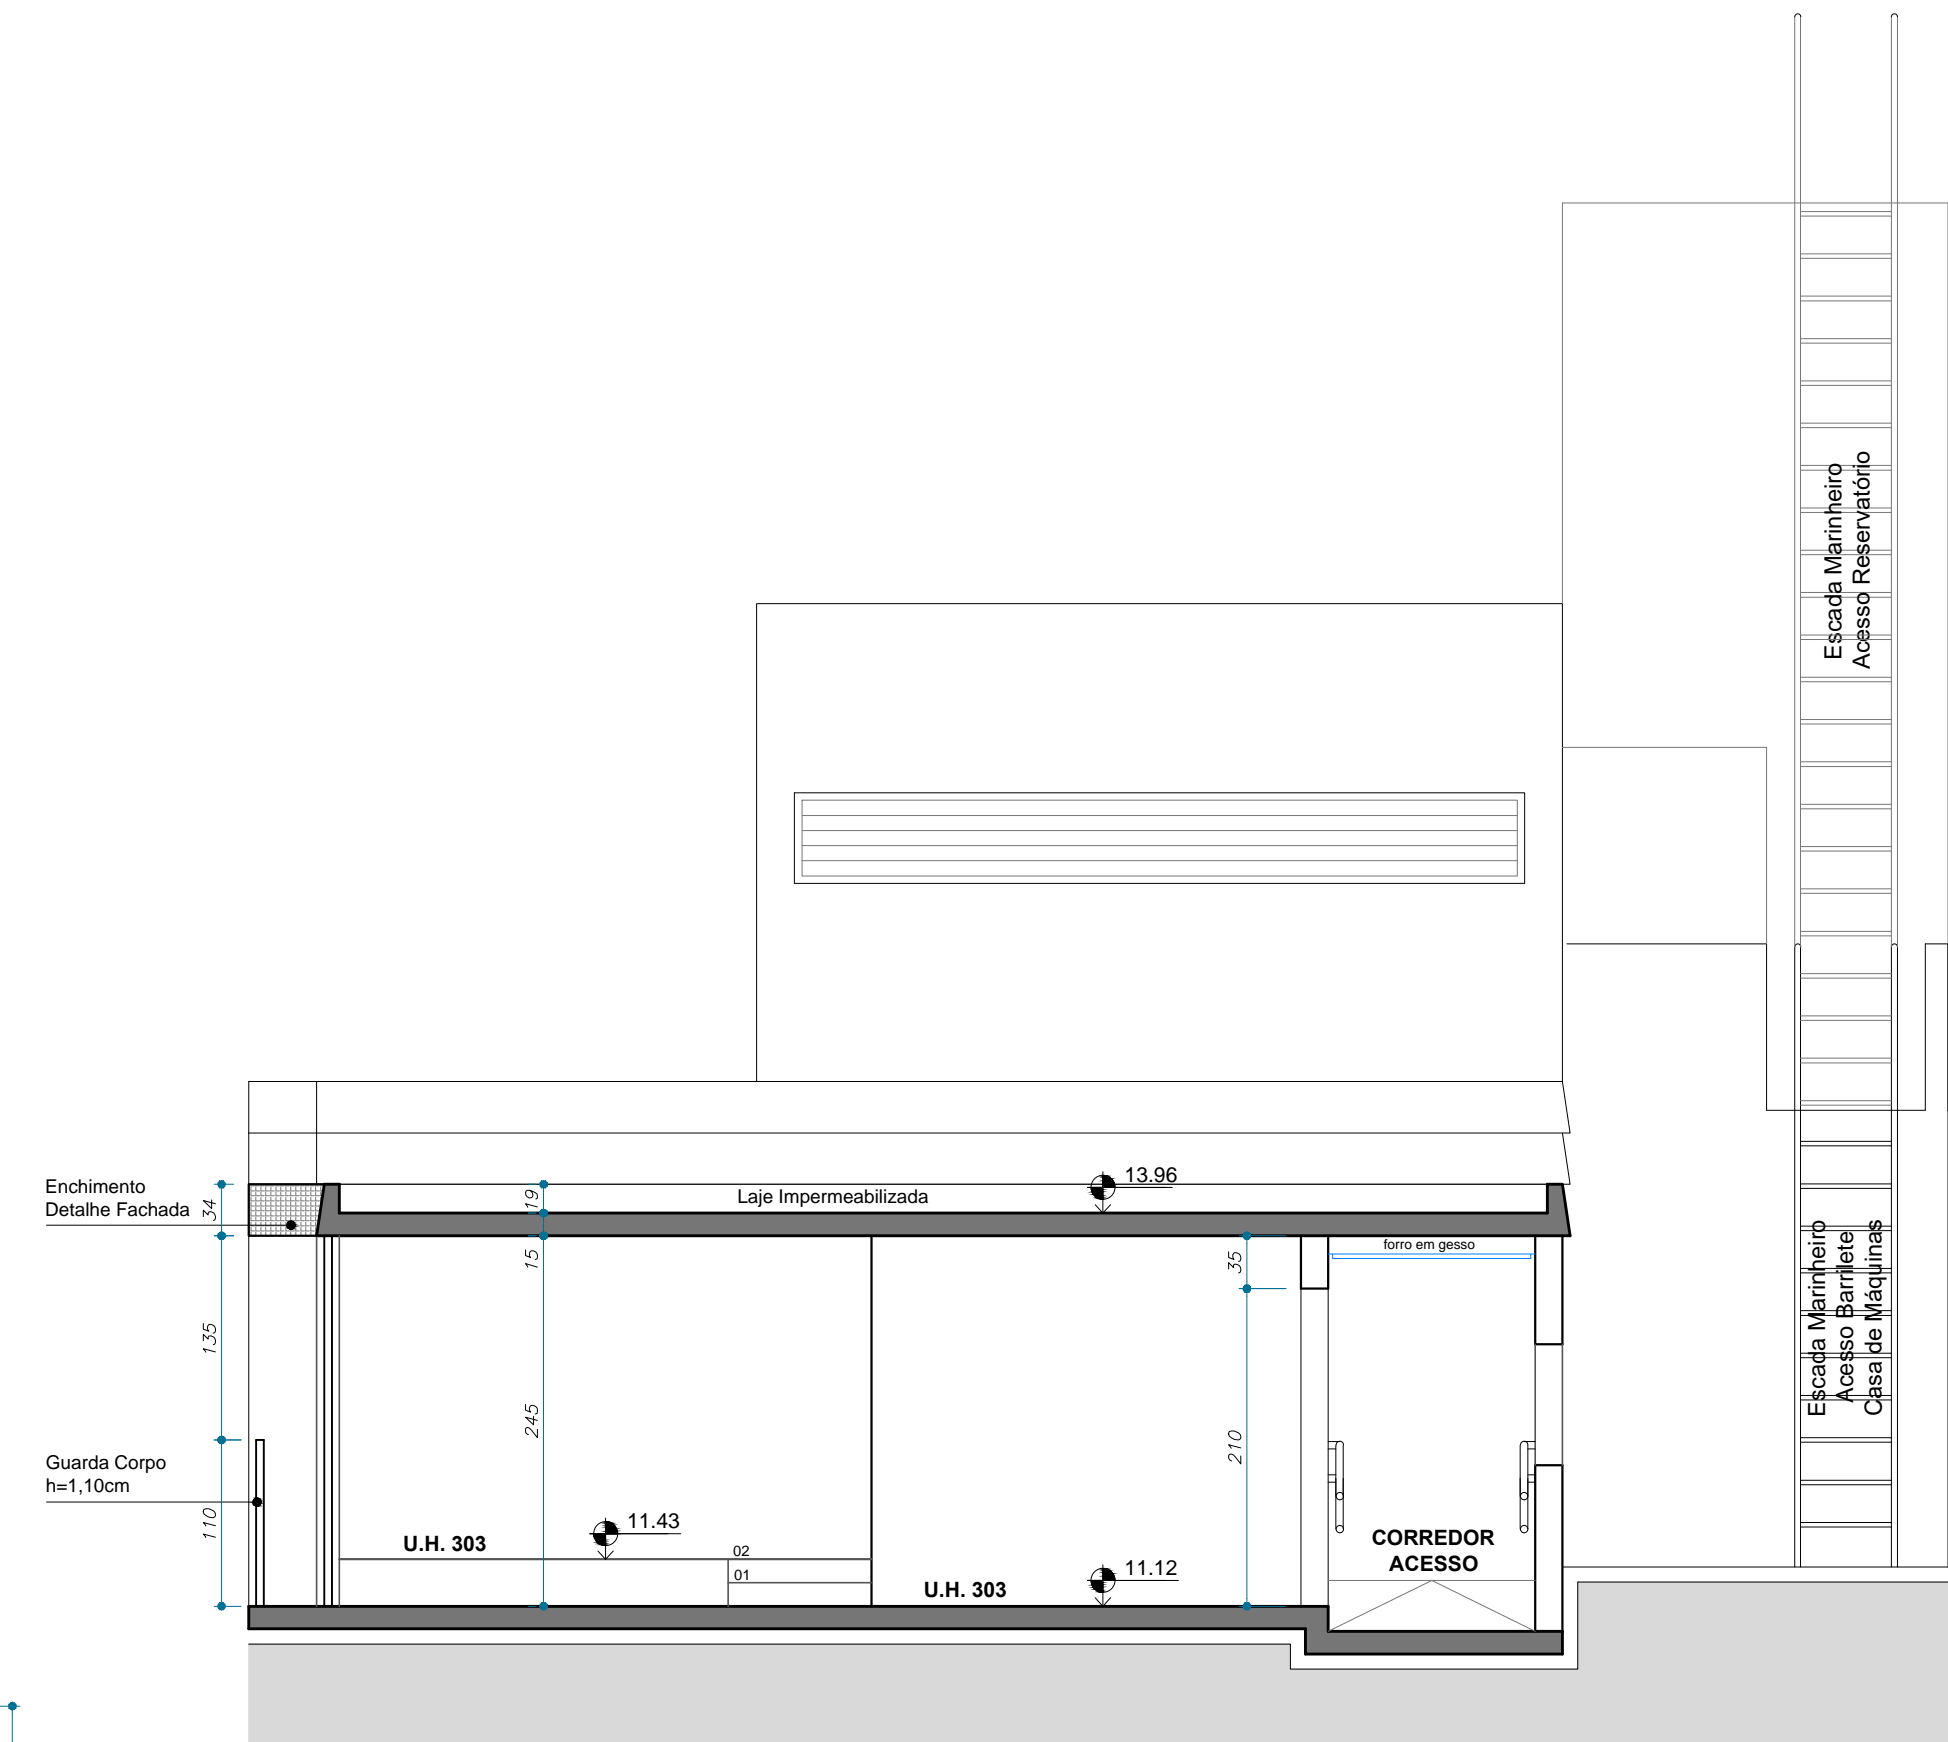 Escada Marinheiro
Acesso Reservatório
Enchimento
Detalhe Fachada
34
19
Laje Impermeabilizada
13.96
15
35
forro em gesso
135
245
210
Escada Marinheiro
Acesso Barrilete
Casa de Máquinas
Guarda Corpo
h=1,10cm
110
U.H. 303
11.43
02
01
U.H. 303
11.12
CORREDOR
ACESSO